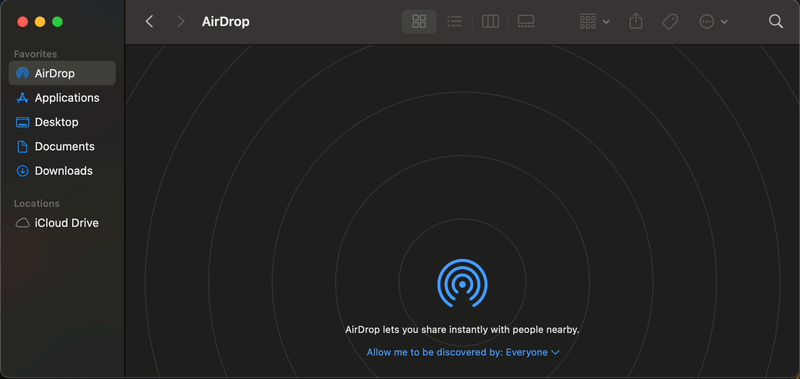 AirDrop
Favorites
AirDrop
Applications
Desktop
Documents
Downloads
Locations
iCloud Drive
AirDrop lets you share instantly with people nearby.
Allow me to be discovered by: Everyone